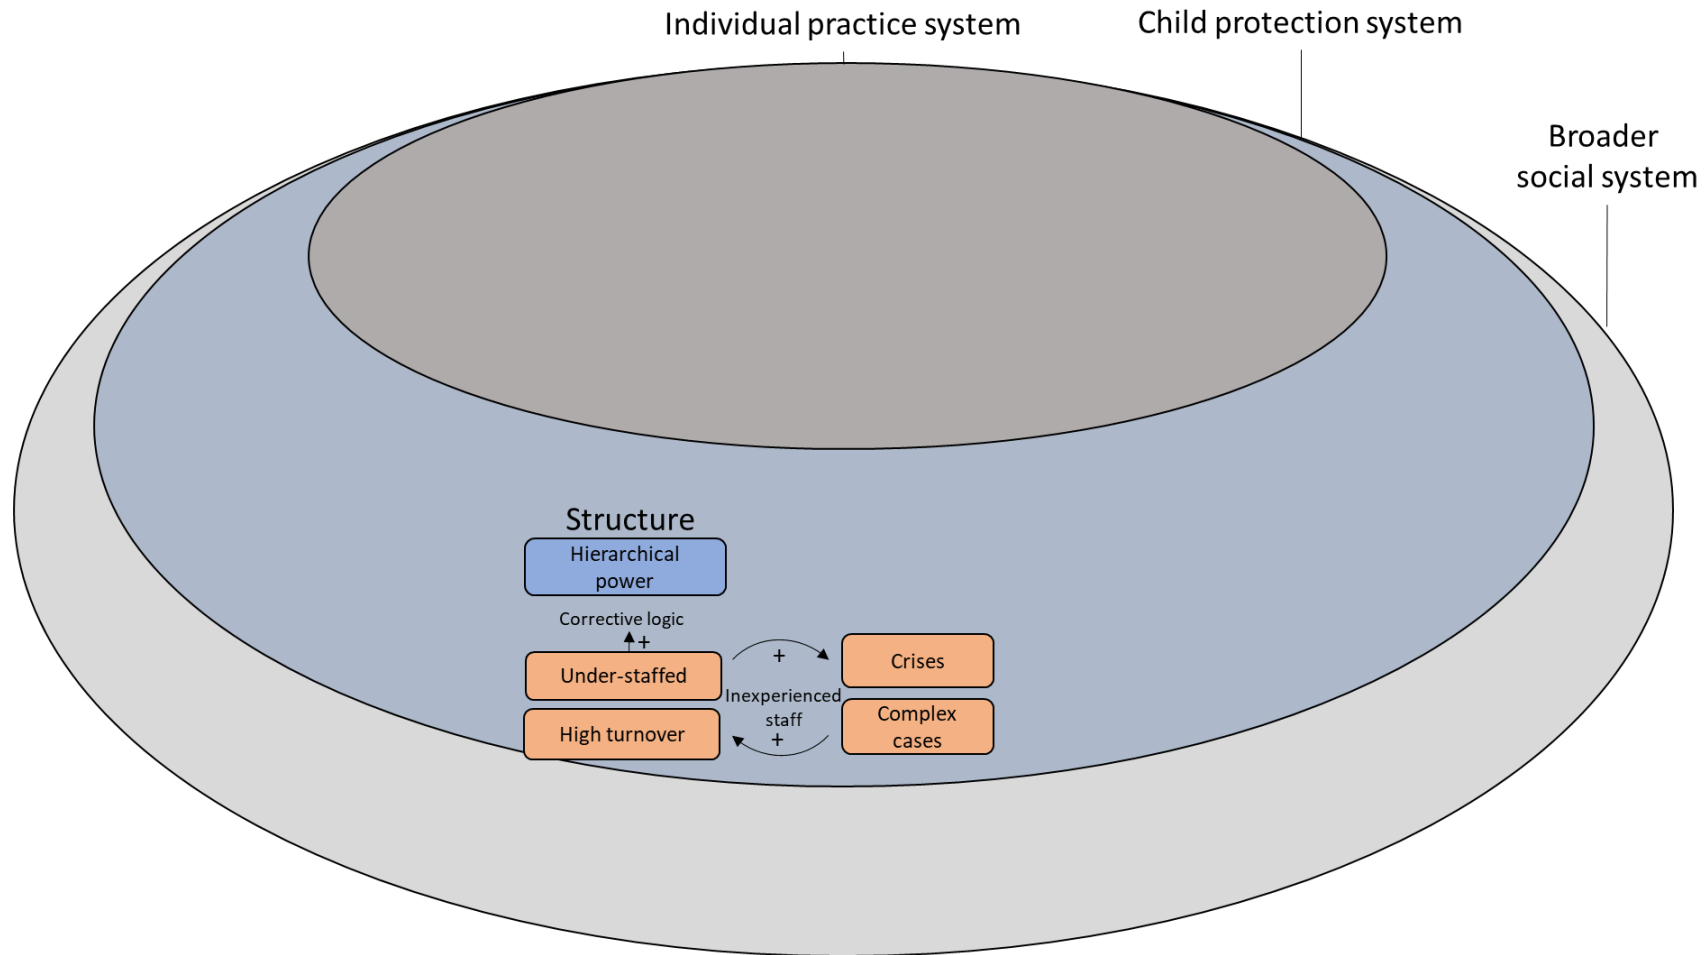 Individual practice system
Child protection system
Broader
social system
Structure
Hierarchical
power
Corrective logic
+
Under-staffed
+
Crises
Inexperienced
staff
High turnover
+
Complex
cases